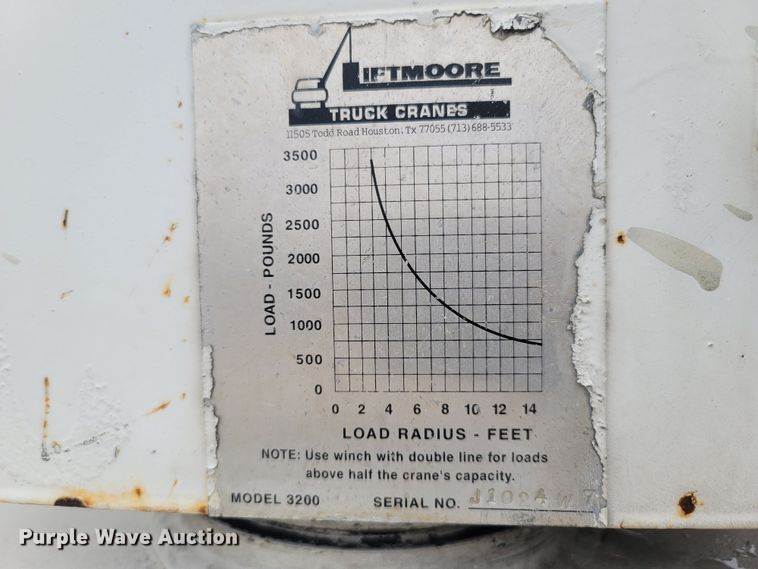 LIFTMOORE
TRUCK CRANES
11505 Todd Road Houston, Tx 77055 (713) 688-5533
3500
3000
2500
2000
1500
1000
500
0
LOAD - POUNDS
0 2 4 6 8 10 12 14
LOAD RADIUS - FEET
NOTE: Use winch with double line for loads
above half the crane's capacity.
MODEL 3200 SERIAL NO.
Purple Wave Auction